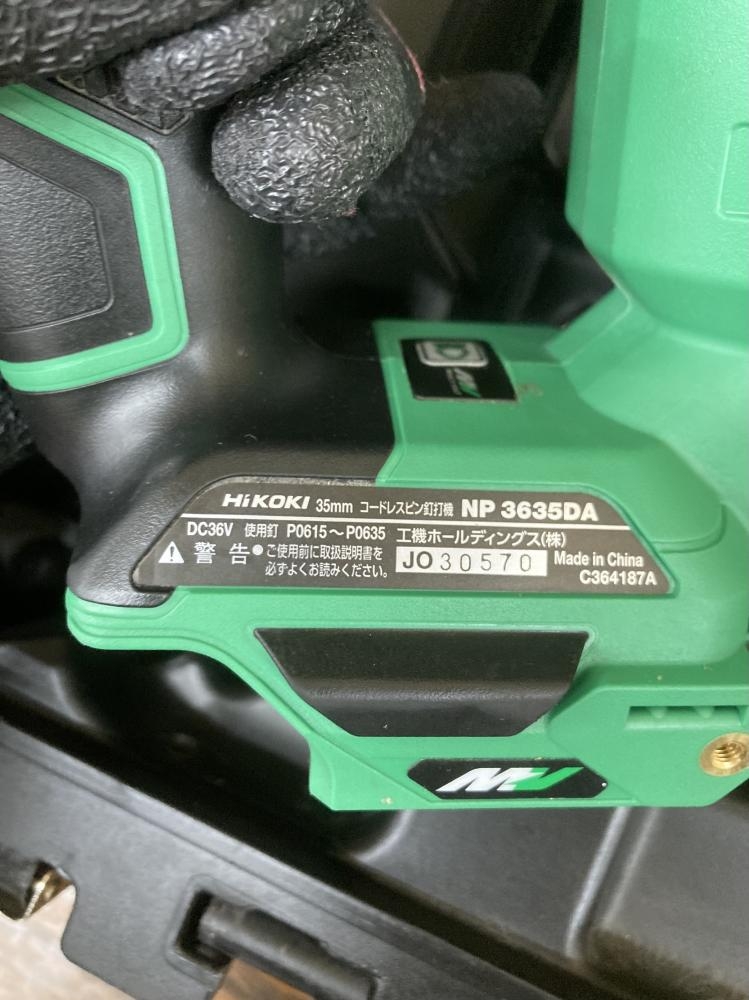 HiKOKI 35mm コードレスピン釘打機 NP 3635DA
DC36V 使用釘 P0615～P0635 工機ホールディングス(株)
警告 ●ご使用前に取扱説明書を必ずよくお読みください。
JO 30570 Made in China
C364187A
MV